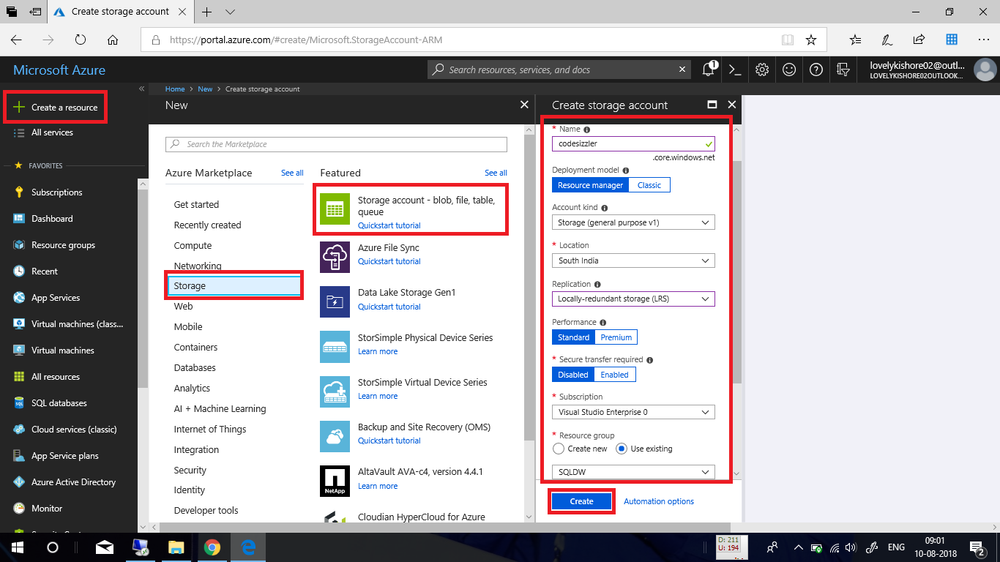 Create storage account
https://portal.azure.com/#create/Microsoft.StorageAccount-ARM
Microsoft Azure
Search resources, services, and docs
1
lovelykishore02@outl...
LOVELYKISHORE02OUTLOOK...
Create a resource
All services
FAVORITES
Subscriptions
Dashboard
Resource groups
Recent
App Services
Virtual machines (classi...
Virtual machines
All resources
SQL
SQL databases
Cloud services (classic)
App Service plans
Azure Active Directory
Monitor
Home > New > Create storage account
New
Search the Marketplace
Azure Marketplace
See all
Get started
Recently created
Compute
Networking
Storage
Web
Mobile
Containers
Databases
Analytics
AI + Machine Learning
Internet of Things
Integration
Security
Identity
Developer tools
Featured
See all
Storage account - blob, file, table,
queue
Quickstart tutorial
Azure File Sync
Quickstart tutorial
Data Lake Storage Gen1
Quickstart tutorial
StorSimple Physical Device Series
Learn more
StorSimple Virtual Device Series
Learn more
Backup and Site Recovery (OMS)
Quickstart tutorial
NetApp
AltaVault AVA-c4, version 4.4.1
Learn more
Cloudian HyperCloud for Azure
Create storage account
* Name
codesizzler
.core.windows.net
Deployment model
Resource manager Classic
Account kind
Storage (general purpose v1)
* Location
South India
Replication
Locally-redundant storage (LRS)
Performance
Standard Premium
* Secure transfer required
Disabled Enabled
* Subscription
Visual Studio Enterprise 0
* Resource group
Create new Use existing
SQLDW
Create
Automation options
D: 211
U: 194
ENG
09:01
10-08-2018
2